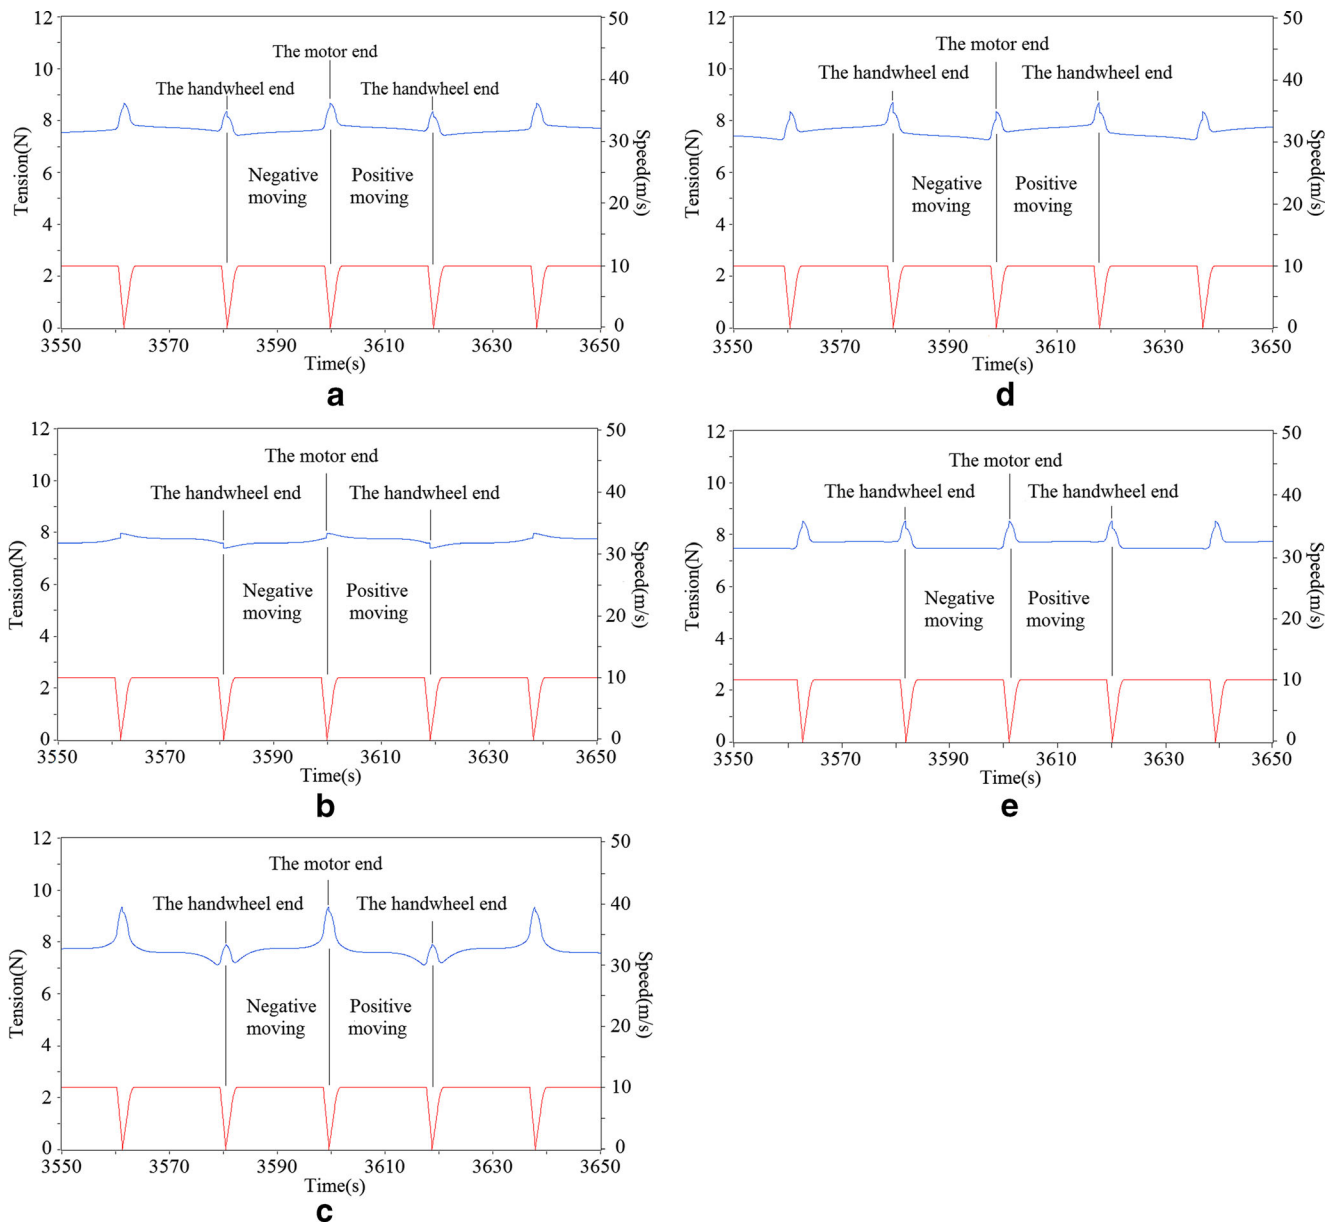 12
10
8
6
4
2
0
Tension(N)
The motor end
The handwheel end
The handwheel end
Negative
moving
Positive
moving
50
40
30
20
10
0
Speed(m/s)
3550
3570
3590
3610
3630
3650
Time(s)
a
12
10
8
6
4
2
0
Tension(N)
The motor end
The handwheel end
The handwheel end
Negative
moving
Positive
moving
50
40
30
20
10
0
Speed(m/s)
3550
3570
3590
3610
3630
3650
Time(s)
d
12
10
8
6
4
2
0
Tension(N)
The motor end
The handwheel end
The handwheel end
Negative
moving
Positive
moving
50
40
30
20
10
0
Speed(m/s)
3550
3570
3590
3610
3630
3650
Time(s)
b
12
10
8
6
4
2
0
Tension(N)
The motor end
The handwheel end
The handwheel end
Negative
moving
Positive
moving
50
40
30
20
10
0
Speed(m/s)
3550
3570
3590
3610
3630
3650
Time(s)
e
12
10
8
6
4
2
0
Tension(N)
The motor end
The handwheel end
The handwheel end
Negative
moving
Positive
moving
50
40
30
20
10
0
Speed(m/s)
3550
3570
3590
3610
3630
3650
Time(s)
c